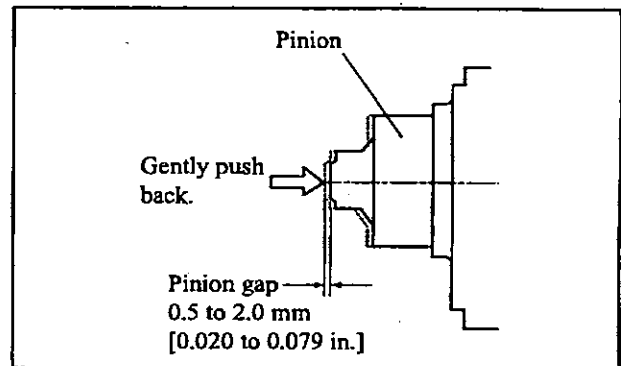 Pinion
Gently push
back.
Pinion gap
0.5 to 2.0 mm
[0.020 to 0.079 in.]